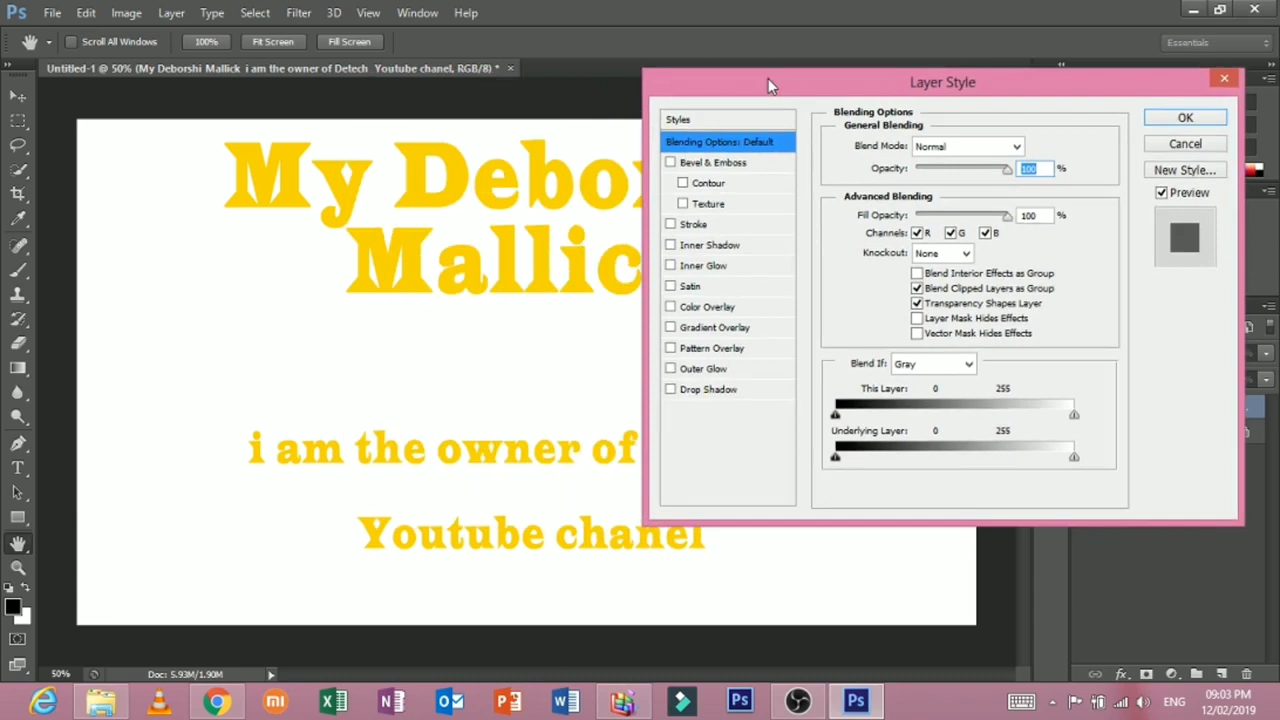 Ps File Edit Image Layer Type Select Filter 3D View Window Help
Scroll All Windows 100% Fit Screen Fill Screen Essentials
Untitled-1 @ 50% (My Deborshi Mallick i am the owner of Detech Youtube chanel, RGB/8) * ×
My Debor
Mallic
i am the owner of
Youtube chanel
Layer Style
Styles
Blending Options: Default
Bevel & Emboss
Contour
Texture
Stroke
Inner Shadow
Inner Glow
Satin
Color Overlay
Gradient Overlay
Pattern Overlay
Outer Glow
Drop Shadow
Blending Options
General Blending
Blend Mode: Normal
Opacity: 100 %
Advanced Blending
Fill Opacity: 100 %
Channels: R G B
Knockout: None
Blend Interior Effects as Group
Blend Clipped Layers as Group
Transparency Shapes Layer
Layer Mask Hides Effects
Vector Mask Hides Effects
Blend If: Gray
This Layer: 0 255
Underlying Layer: 0 255
OK
Cancel
New Style...
Preview
50% Doc: 5.93M/1.90M
ENG
09:03 PM
12/02/2019